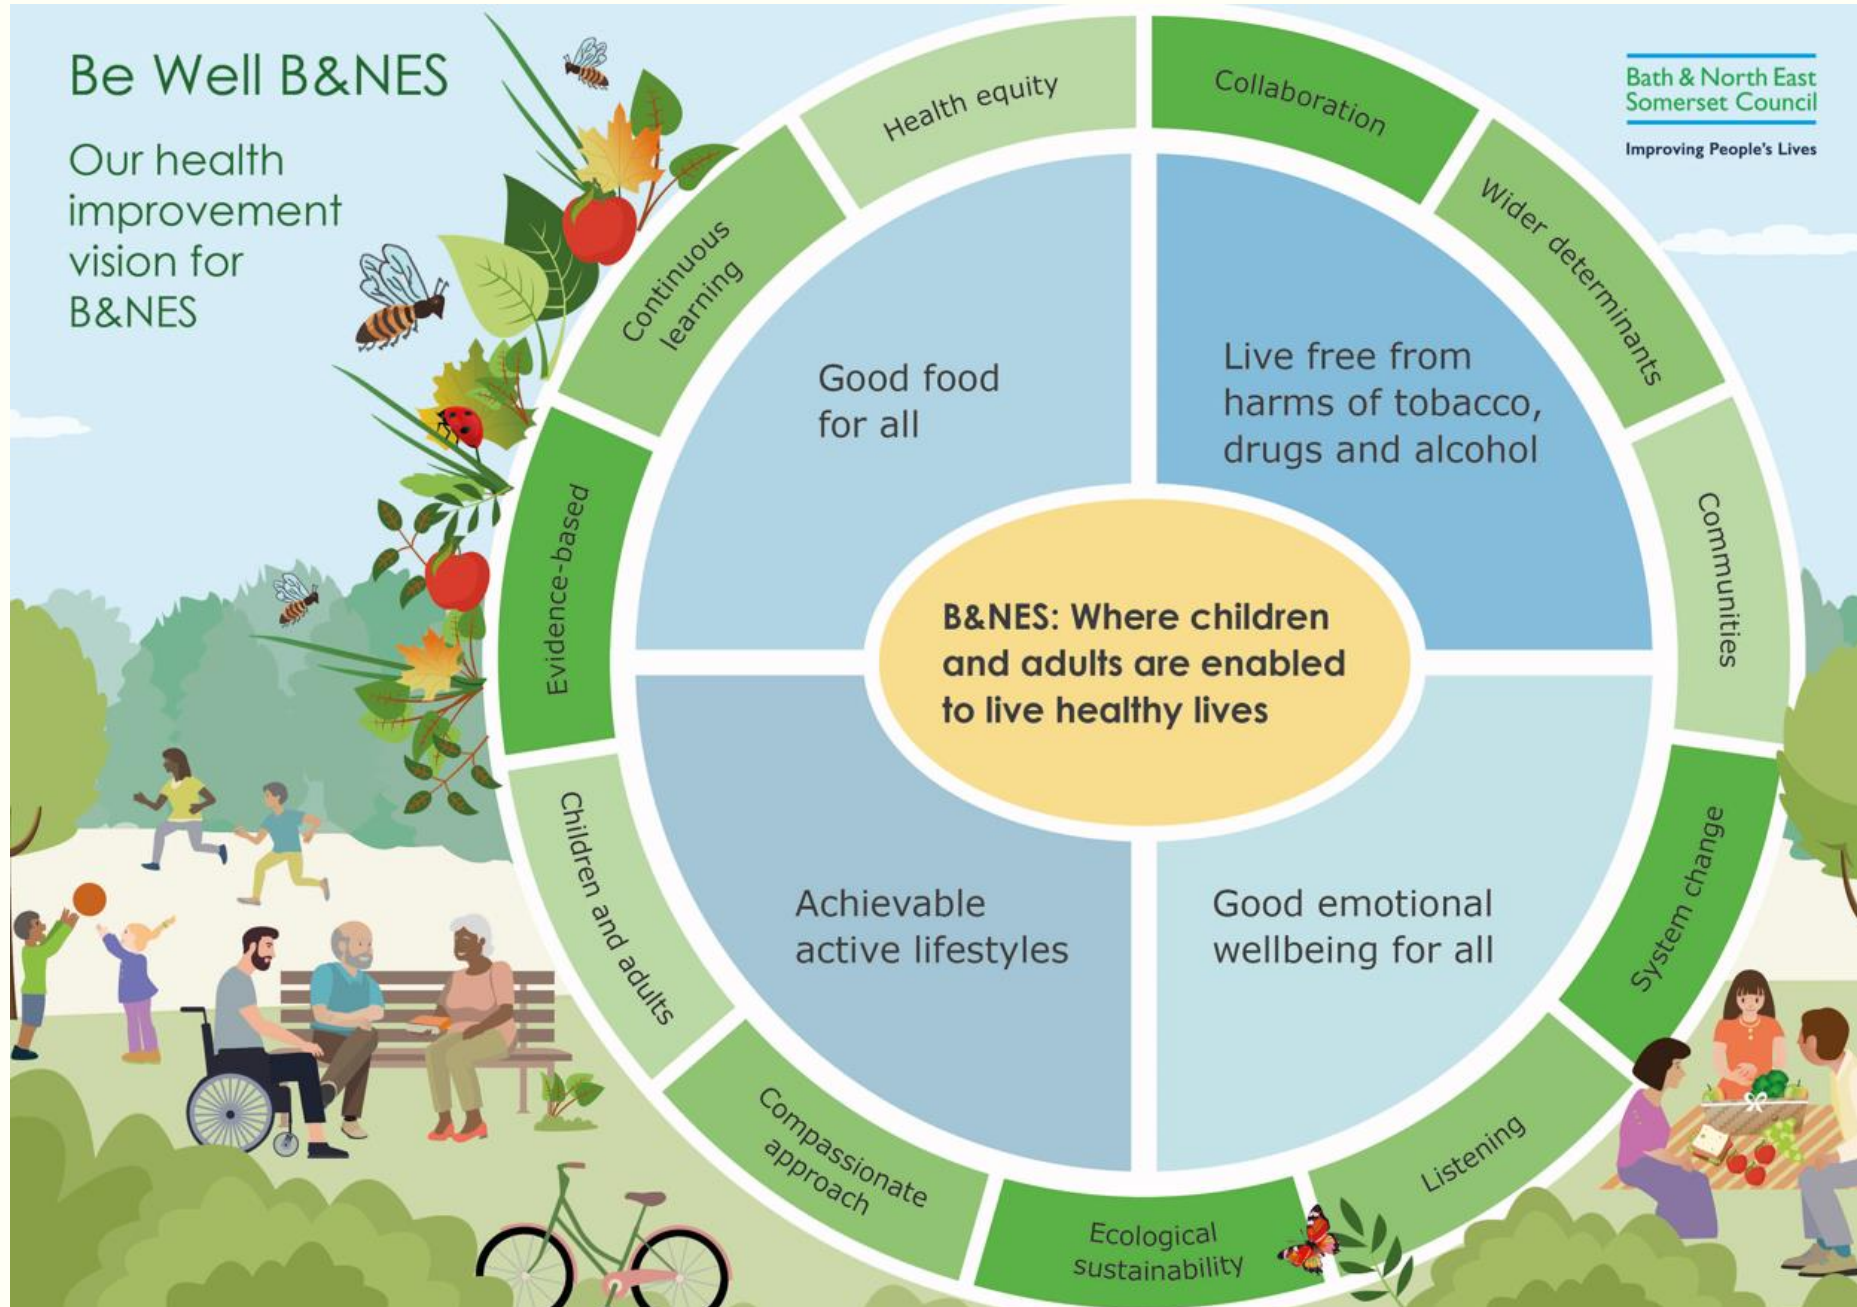 Be Well B&NES
Our health
improvement
vision for
B&NES
Bath & North East
Somerset Council
Improving People's Lives
Health equity
Collaboration
Wider determinants
Communities
System change
Listening
Ecological
sustainability
Compassionate
approach
Children and adults
Evidence-based
Continuous
learning
Good food
for all
Live free from
harms of tobacco,
drugs and alcohol
B&NES: Where children
and adults are enabled
to live healthy lives
Achievable
active lifestyles
Good emotional
wellbeing for all